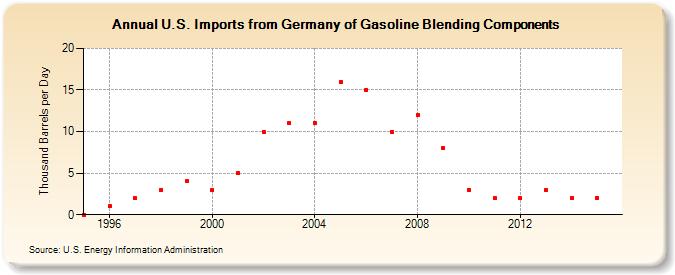 Annual U.S. Imports from Germany of Gasoline Blending Components
Thousand Barrels per Day
20
15
10
5
0
1996 2000 2004 2008 2012
Source: U.S. Energy Information Administration